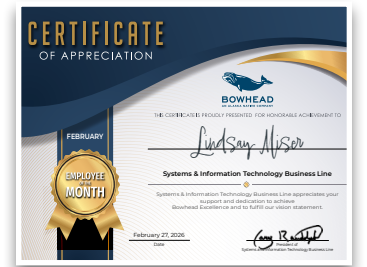 CERTIFICATE
OF APPRECIATION
BOWHEAD
AN ALASKA NATIVE COMPANY
THIS CERTIFICATE IS PROUDLY PRESENTED FOR HONORABLE ACHIEVEMENT TO
Lindsay Miser
FEBRUARY
EMPLOYEE
OF THE
MONTH
Systems & Information Technology Business Line
Systems & Information Technology Business Line appreciates your
support and dedication to achieve
Bowhead Excellence and to fulfill our vision statement.
February 27, 2026
Date
President of
Systems and Information Technology Business Line